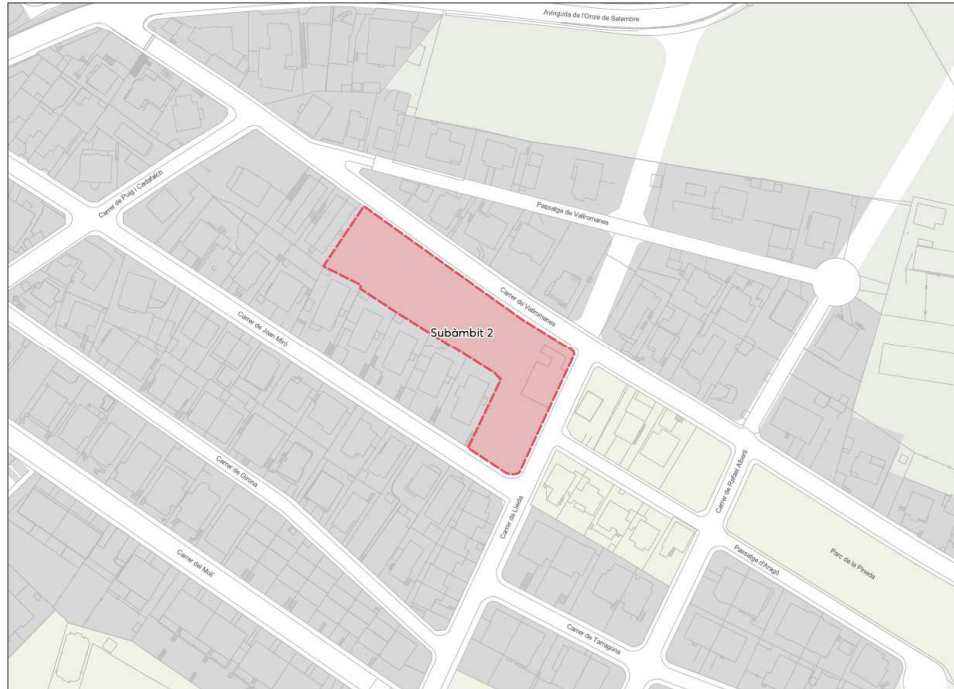 Avinguda de l'Onze de Setembre
Carrer de Puig i Cadafalch
Passatge de Vallromanes
Carrer de Vallromanes
Subàmbit 2
Carrer de Joan Miró
Carrer de Girona
Carrer de Rafael Alberti
Carrer de Lleida
Parc de la Pineda
Passatge d'Aragó
Carrer del Molí
Carrer de Tarragona